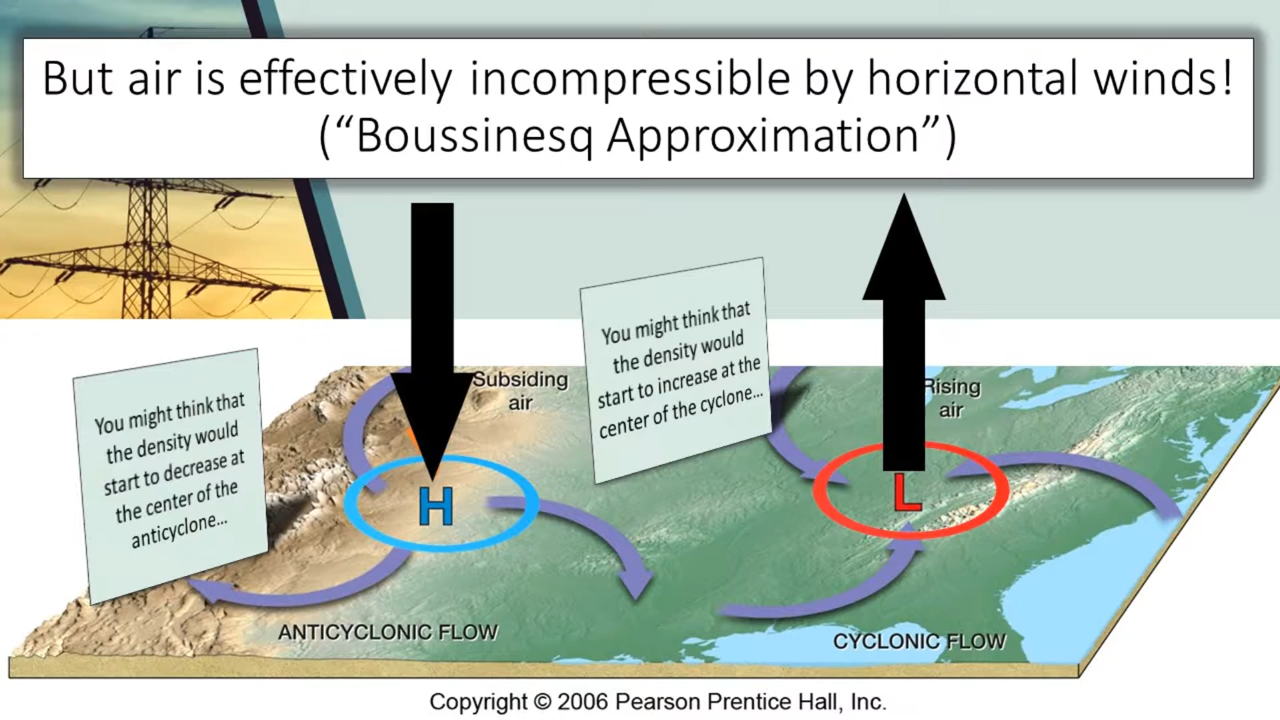 But air is effectively incompressible by horizontal winds!
(“Boussinesq Approximation”)
You might think that
the density would
start to decrease at
the center of the
anticyclone...
Subsiding
air
H
ANTICYCLONIC FLOW
You might think that
the density would
start to increase at the
center of the cyclone...
Rising
air
L
CYCLONIC FLOW
Copyright © 2006 Pearson Prentice Hall, Inc.